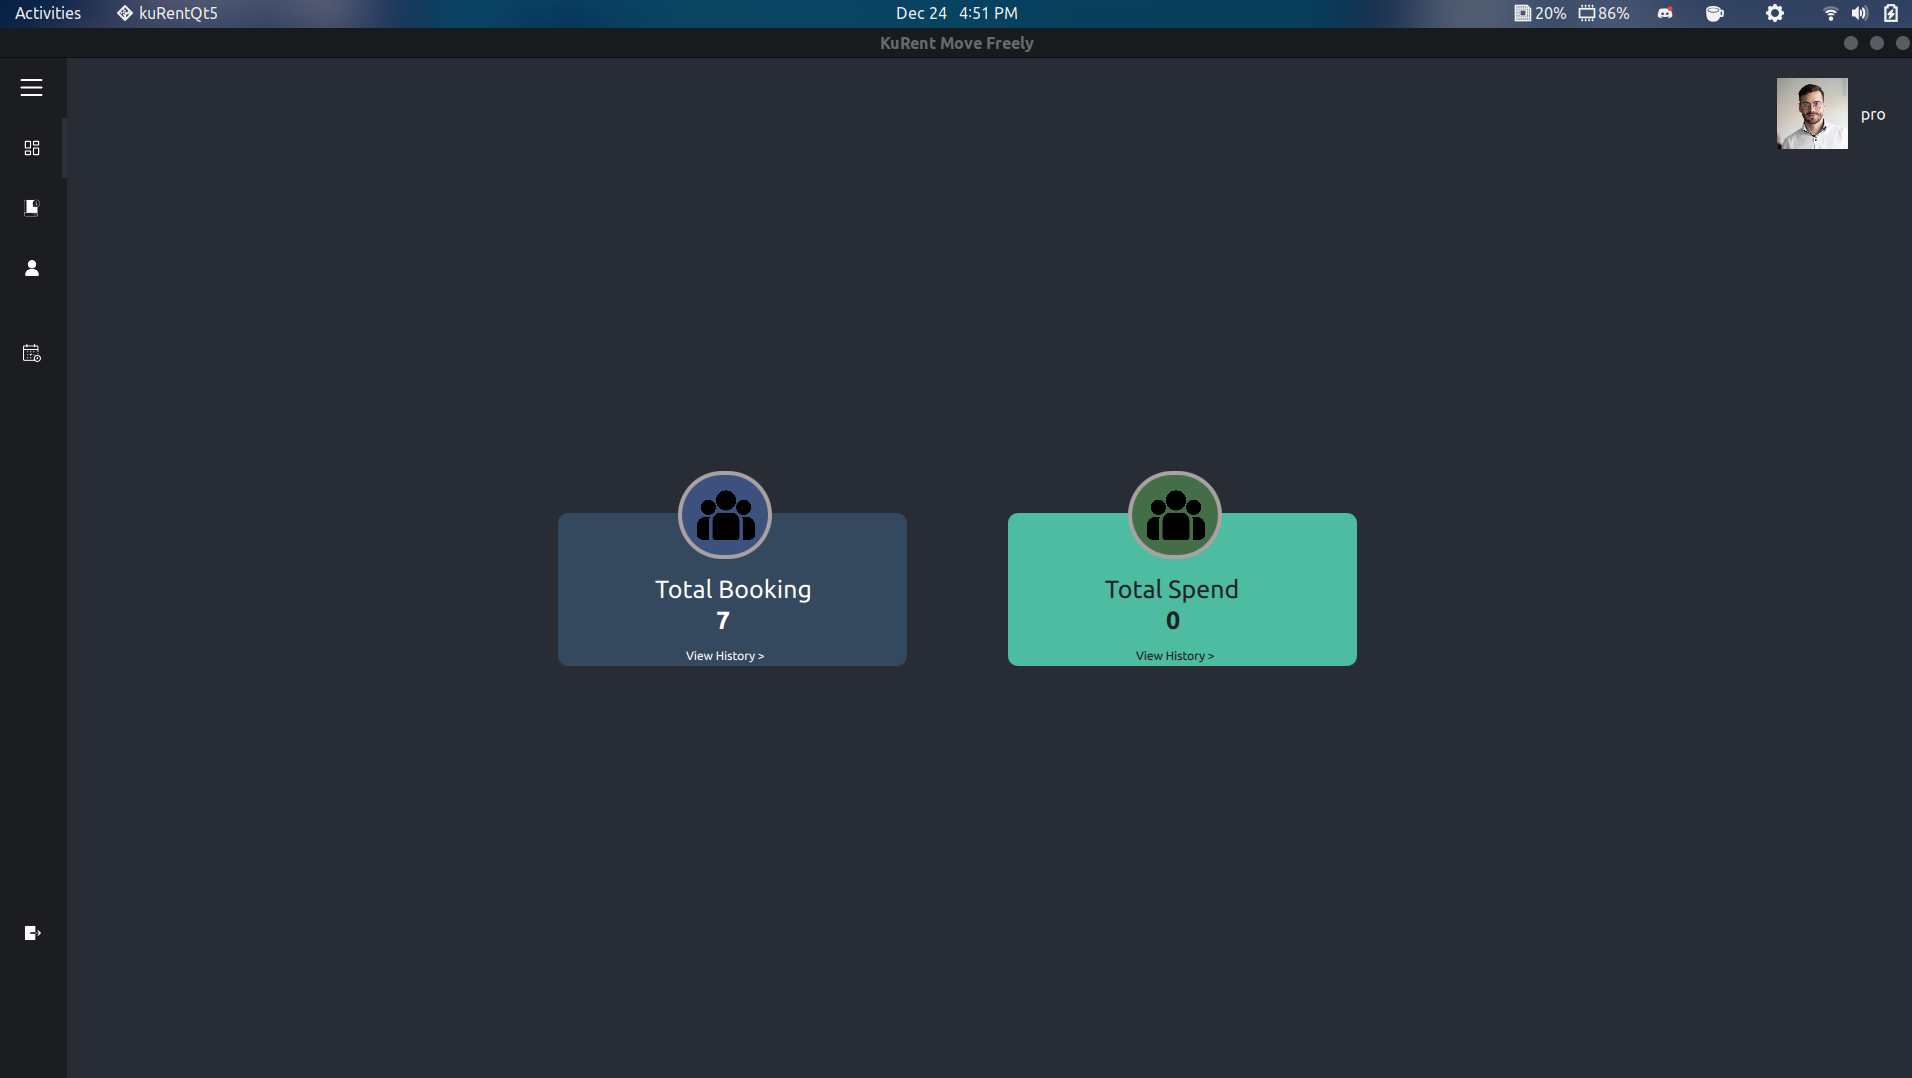 Activities kuRentQt5 Dec 24 4:51 PM 20% 86%
KuRent Move Freely
pro
Total Booking
7
View History >
Total Spend
0
View History >